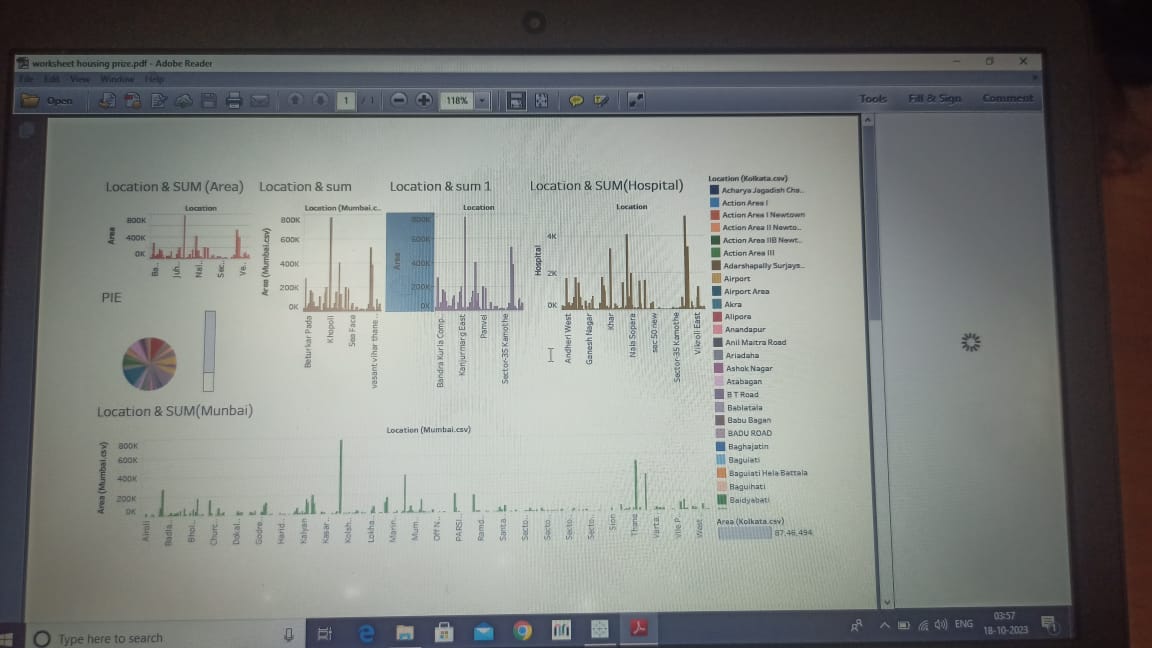 worksheet housing prize.pdf - Adobe Reader
File Edit View Window Help
Open
1 / 1
118%
Tools Fill & Sign Comment
Location & SUM (Area)
Location
Area
800K
400K
0K
Ba..
Juh..
Nal..
Sec..
Va..
Location & sum
Location (Mumbai.c..
Area (Mumbai.csv)
800K
600K
400K
200K
0K
Beturkar Pada
Khopoli
Sea Face
vasant vihar thane..
Location & sum 1
Location
Area
800K
600K
400K
200K
0K
Bandra Kurla Comp..
Kanjurmarg East
Panvel
Sector-35 Kamothe
Location & SUM(Hospital)
Location
Hospital
4K
2K
0K
Andheri West
Ganesh Nagar
Khar
Nala Sopara
sec 50 new
Sector-35 Kamothe
Vikroli East
Location (Kolkata.csv)
Acharya Jagadish Cha..
Action Area I
Action Area I Newtown
Action Area II Newto..
Action Area IIB Newt..
Action Area III
Adarshapally Surjays..
Airport
Airport Area
Akra
Alipore
Anandapur
Anil Maitra Road
Ariadaha
Ashok Nagar
Atabagan
B T Road
Bablatala
Babu Bagan
BADU ROAD
Baghajatin
Baguiati
Baguiati Hela Battala
Baguihati
Baidyabati
Area (Kolkata.csv)
87,46,494
PIE
Location & SUM(Munbai)
Location (Mumbai.csv)
Area (Mumbai.csv)
800K
600K
400K
200K
0K
Airoli
Badla..
Bhoi..
Churc..
Dokal..
Godre..
Harid..
Kalyan
Kasar..
Kolsh..
Lokha..
Manin..
Mum..
Off N..
PARSI..
Ramd..
Santa..
Secto..
Secto..
Secto..
Secto..
Sion
Thane
Varta..
Vile P..
West..
Type here to search
ENG
03:57
18-10-2023
1